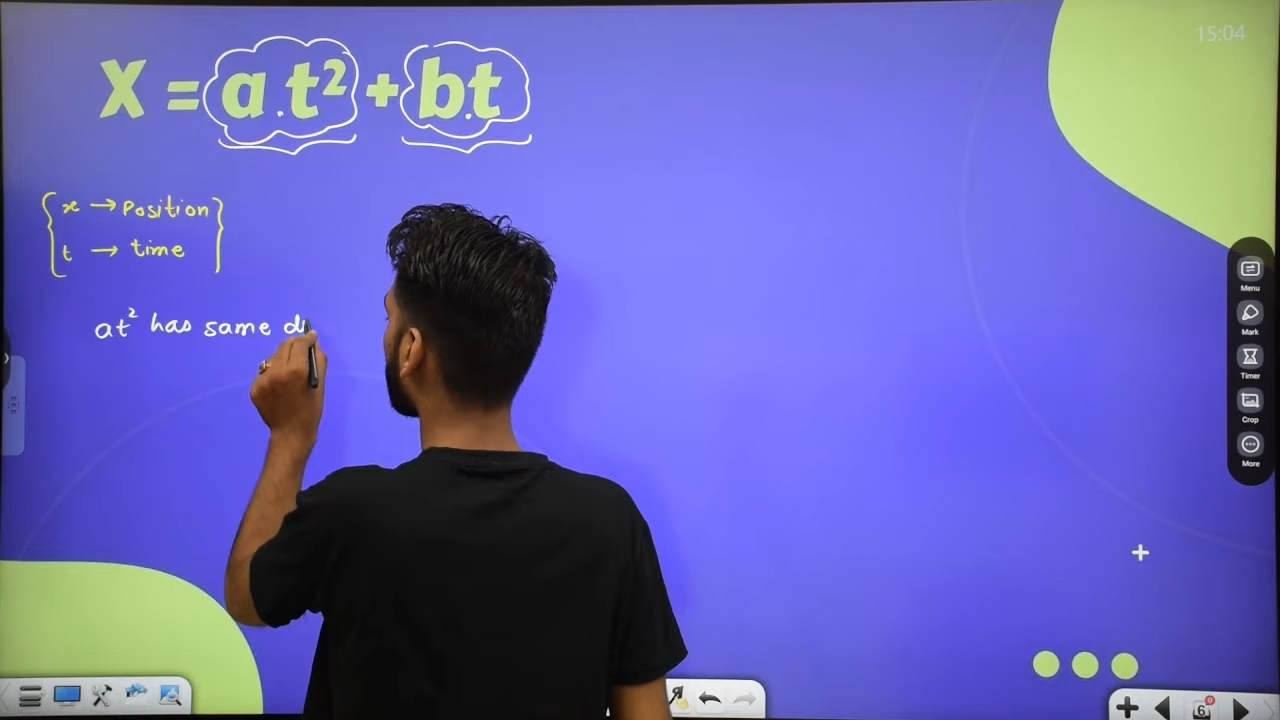 15:04
X = a.t² + b.t
x → Position
t → time
at² has same d
Menu
Mark
Timer
Crop
More
6